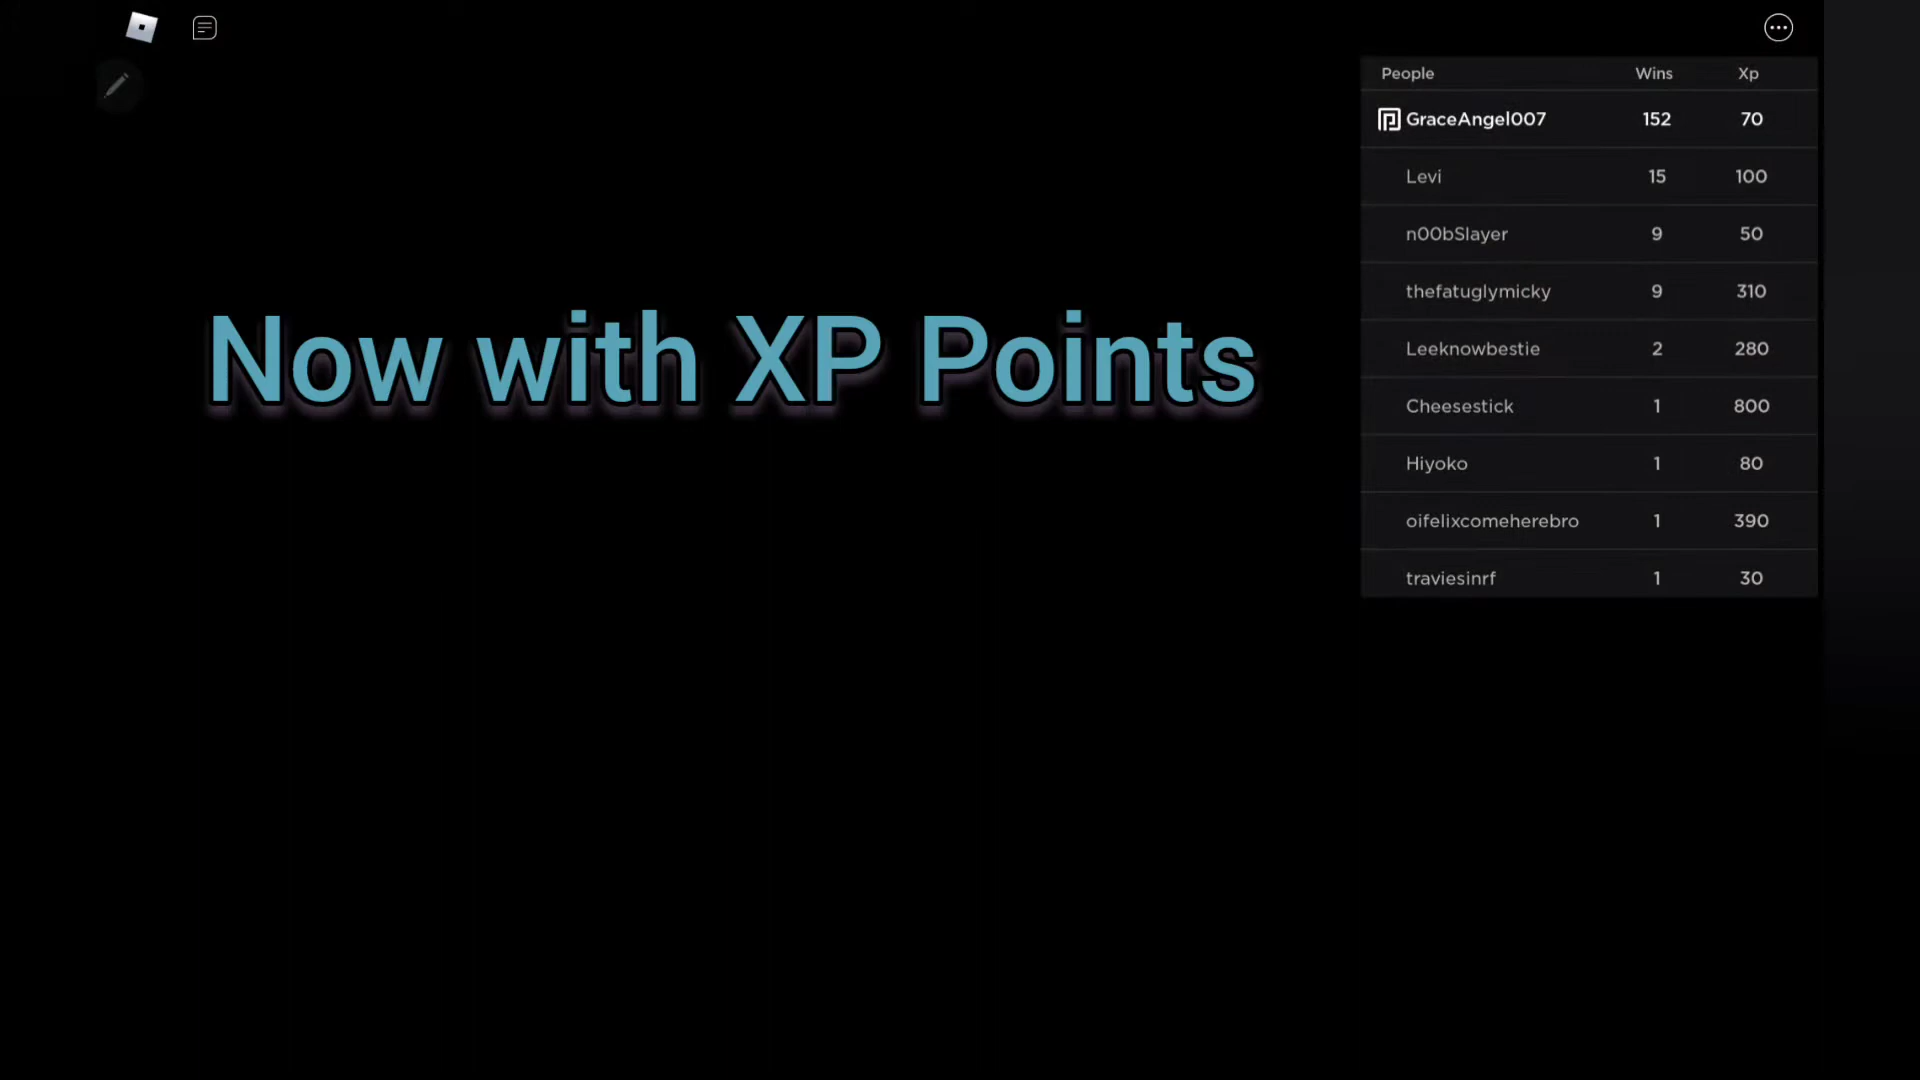 People Wins Xp
GraceAngel007 152 70
Levi 15 100
n00bSlayer 9 50
thefatuglymicky 9 310
Now with XP Points
Leeknowbestie 2 280
Cheesestick 1 800
Hiyoko 1 80
oifelixcomeherebro 1 390
traviesinrf 1 30